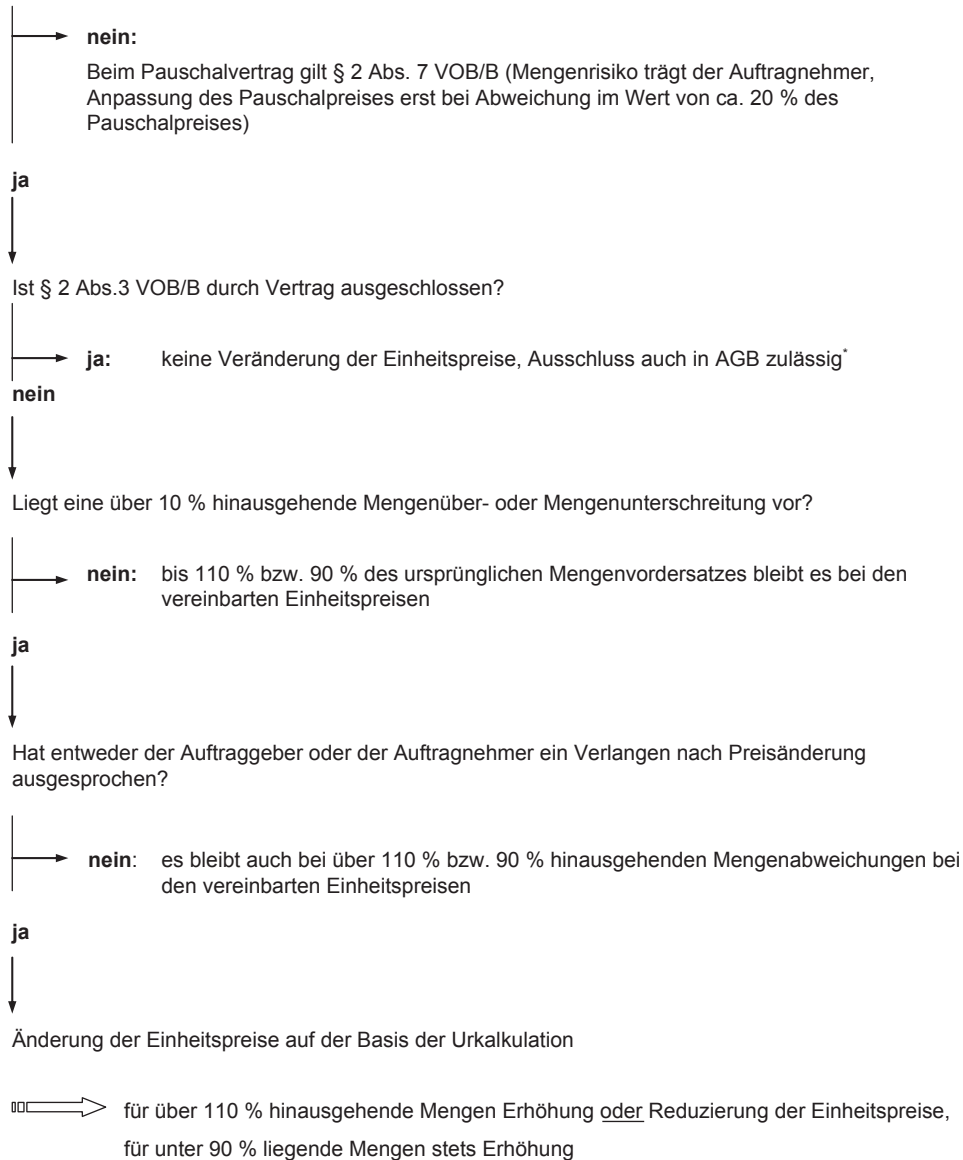 nein:
Beim Pauschalvertrag gilt § 2 Abs. 7 VOB/B (Mengenrisiko trägt der Auftragnehmer,
Anpassung des Pauschalpreises erst bei Abweichung im Wert von ca. 20 % des
Pauschalpreises)
ja
Ist § 2 Abs.3 VOB/B durch Vertrag ausgeschlossen?
ja: keine Veränderung der Einheitspreise, Ausschluss auch in AGB zulässig*
nein
Liegt eine über 10 % hinausgehende Mengenüber- oder Mengenunterschreitung vor?
nein: bis 110 % bzw. 90 % des ursprünglichen Mengenvordersatzes bleibt es bei den
vereinbarten Einheitspreisen
ja
Hat entweder der Auftraggeber oder der Auftragnehmer ein Verlangen nach Preisänderung
ausgesprochen?
nein: es bleibt auch bei über 110 % bzw. 90 % hinausgehenden Mengenabweichungen bei
den vereinbarten Einheitspreisen
ja
Änderung der Einheitspreise auf der Basis der Urkalkulation
für über 110 % hinausgehende Mengen Erhöhung oder Reduzierung der Einheitspreise,
für unter 90 % liegende Mengen stets Erhöhung